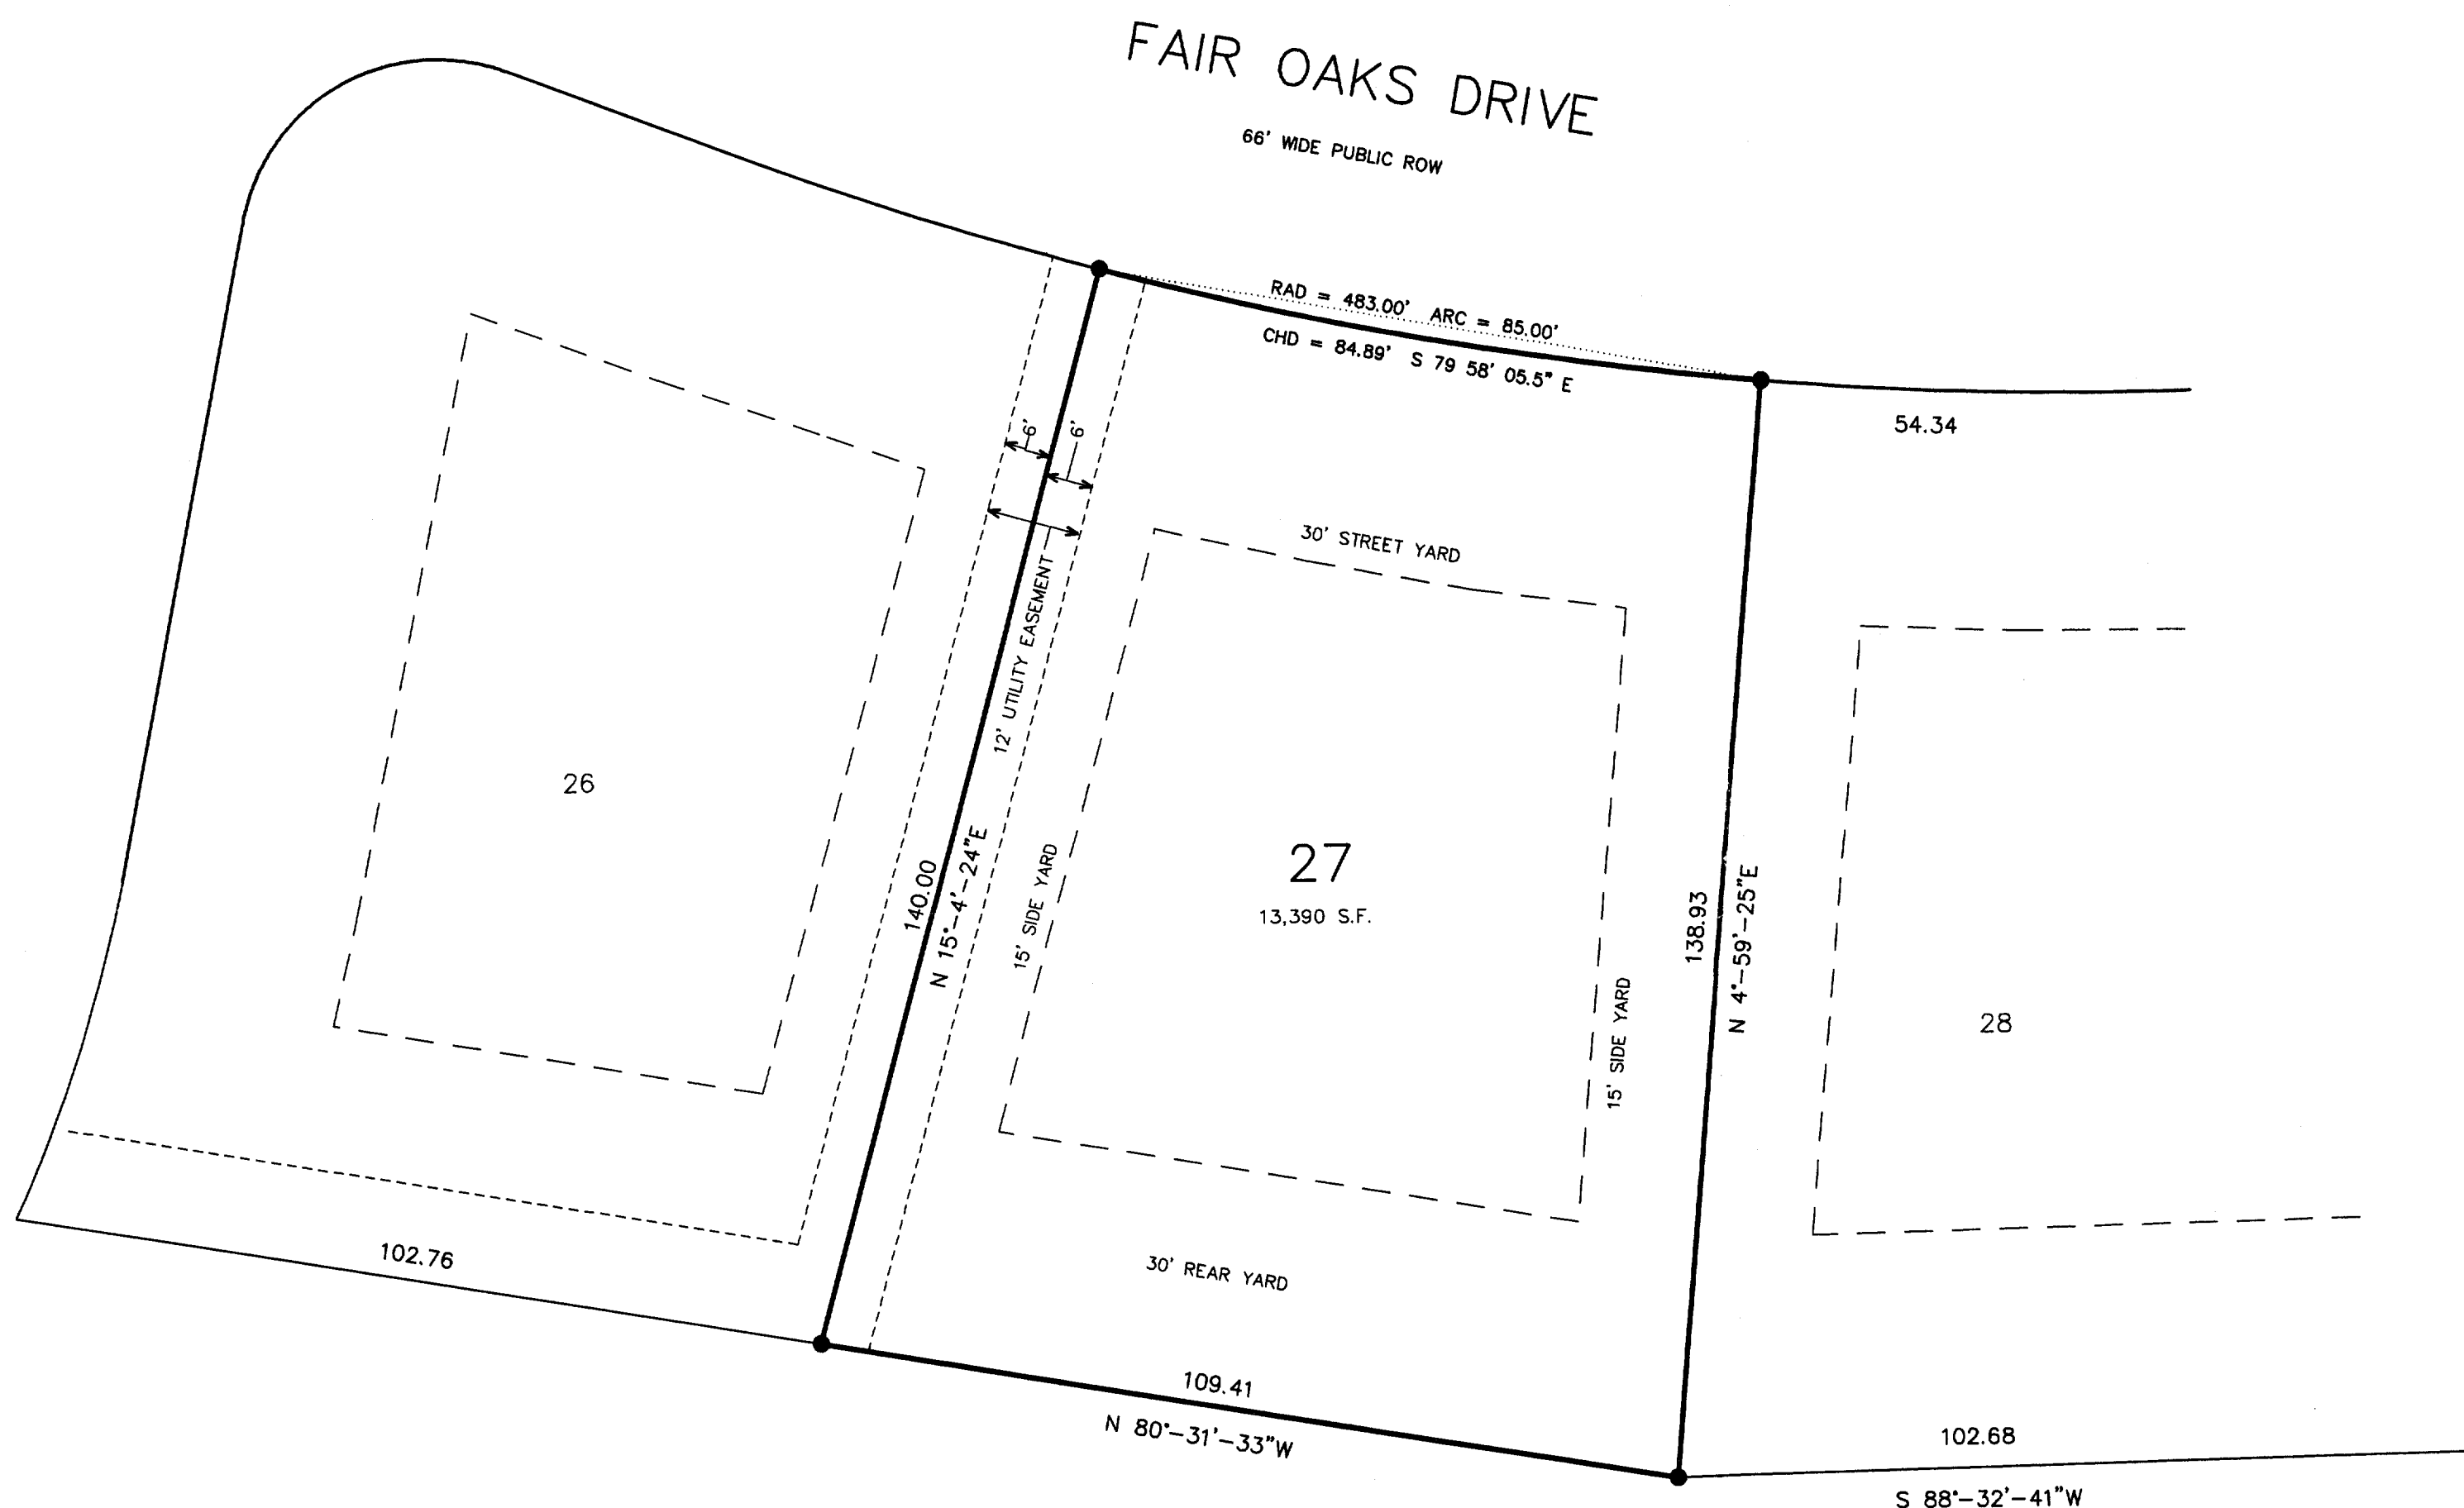 FAIR OAKS DRIVE
66' WIDE PUBLIC ROW
RAD = 483.00' ARC = 85.00'
CHD = 84.89' S 79 58' 05.5" E
54.34
6'
6'
30' STREET YARD
12' UTILITY EASEMENT
26
27
13,390 S.F.
140.00
N 15°-4'-24"E
15' SIDE YARD
138.93
N 4°-59'-25"E
15' SIDE YARD
28
102.76
30' REAR YARD
109.41
N 80°-31'-33"W
102.68
S 88°-32'-41"W